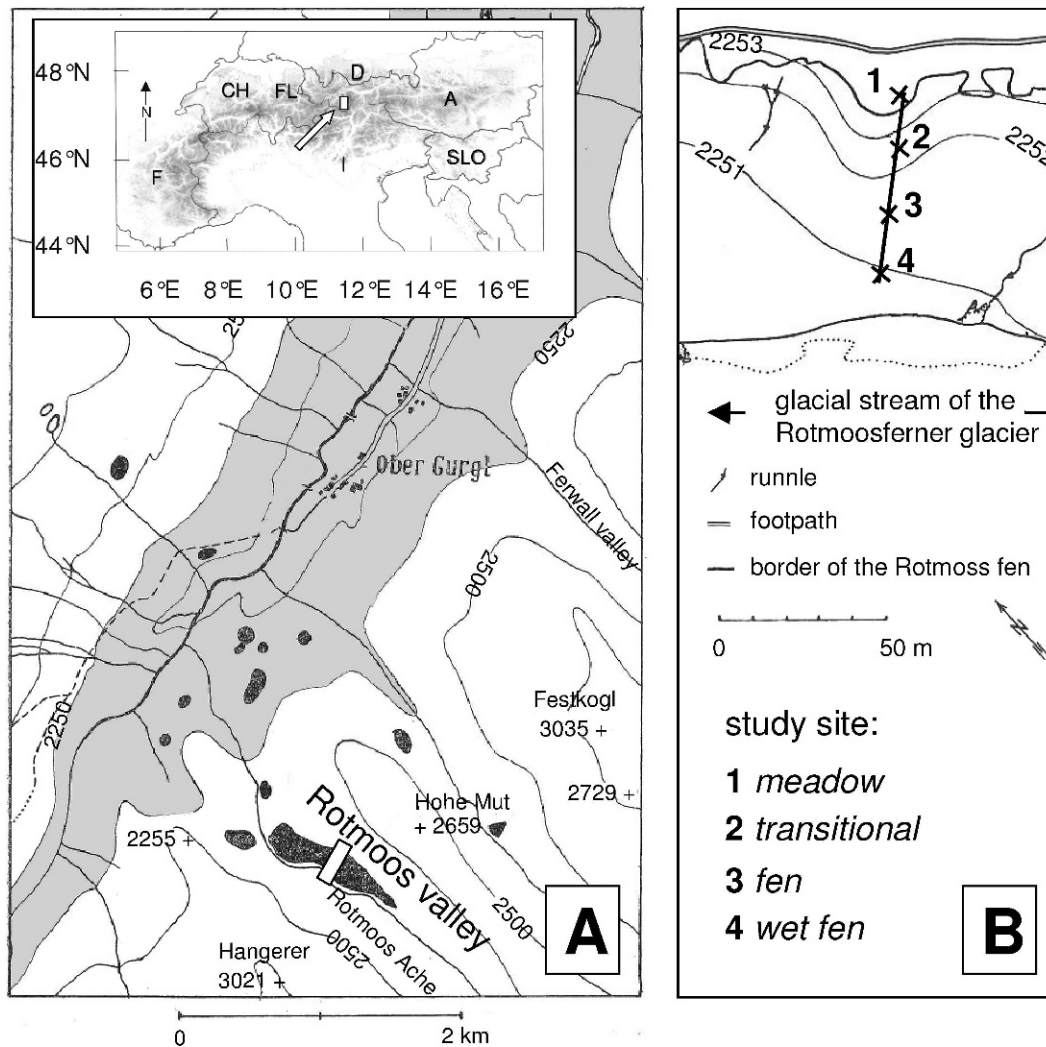 48°N
46°N
44°N
6°E 8°E 10°E 12°E 14°E 16°E
N
D
CH FL A
SLO
F I
2250
Ober Gurgl
Ferwall valley
2500
2250
Festkogl
3035 +
2729 +
Hohe Mut
+ 2659
Rotmoos valley
2255 +
Rotmoos Ache
2500
2500
Hangerer
3021 +
A
0 2 km
2253
1
2
2252
2251
3
4
glacial stream of the
Rotmoosferner glacier
runnle
footpath
border of the Rotmoss fen
0 50 m
N
study site:
1 meadow
2 transitional
3 fen
4 wet fen
B